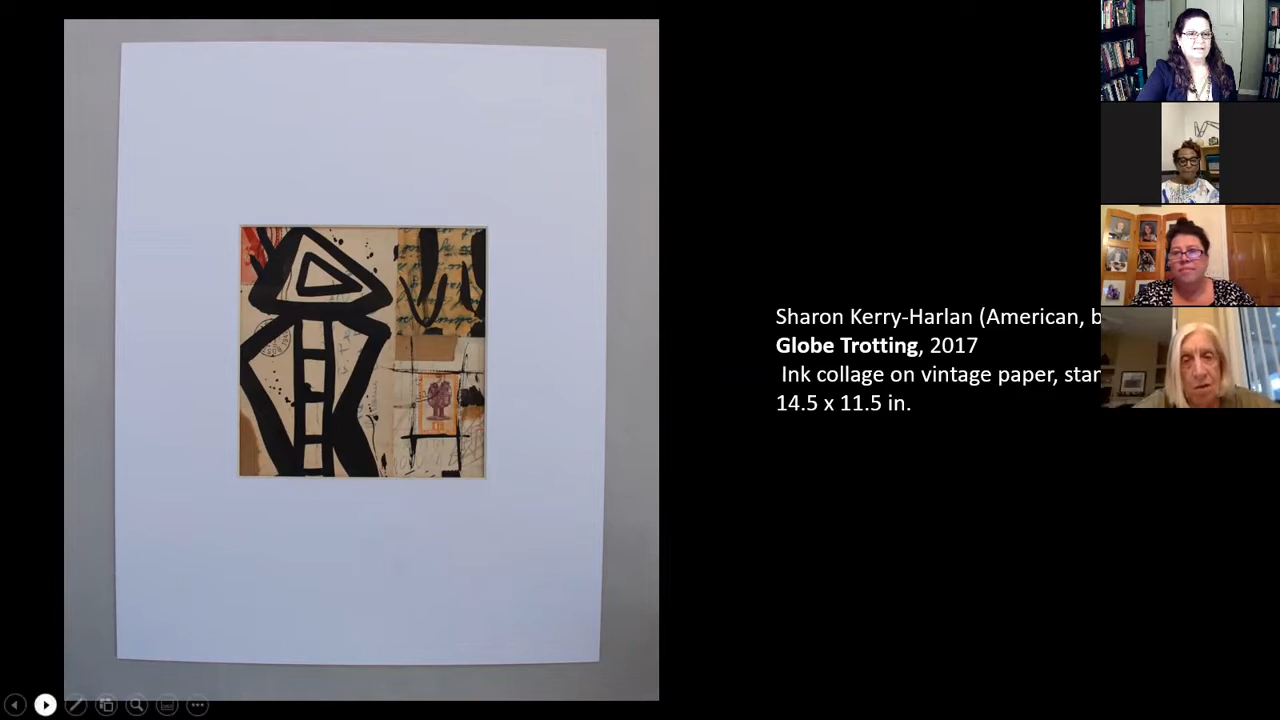 Sharon Kerry-Harlan (American, b
Globe Trotting, 2017
Ink collage on vintage paper, star
14.5 x 11.5 in.